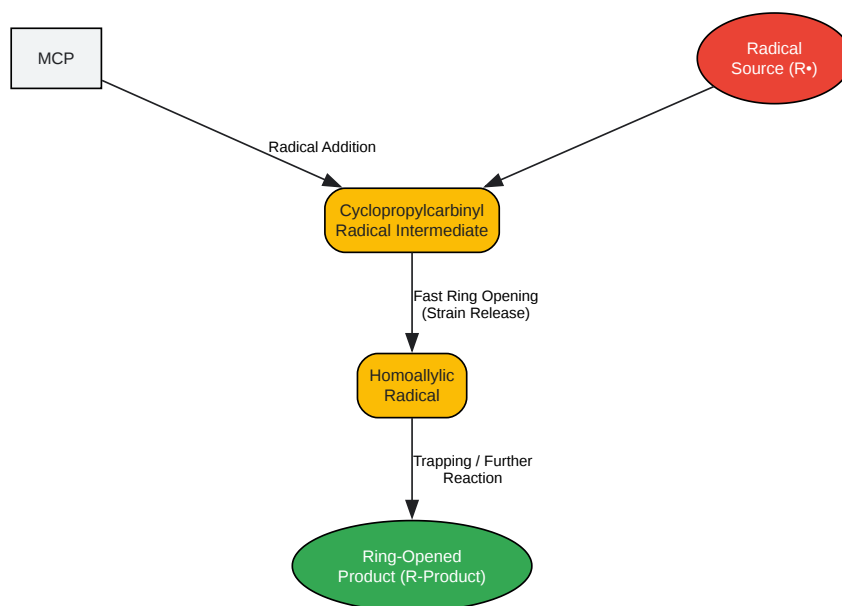 MCP
Radical
Source (R•)
Radical Addition
Cyclopropylcarbinyl
Radical Intermediate
Fast Ring Opening
(Strain Release)
Homoallylic
Radical
Trapping / Further
Reaction
Ring-Opened
Product (R-Product)